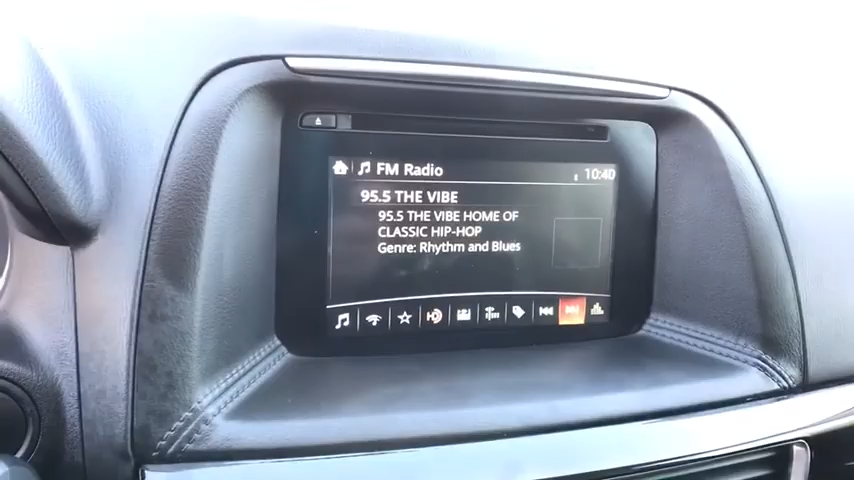 FM Radio
10:40
95.5 THE VIBE
95.5 THE VIBE HOME OF
CLASSIC HIP-HOP
Genre: Rhythm and Blues